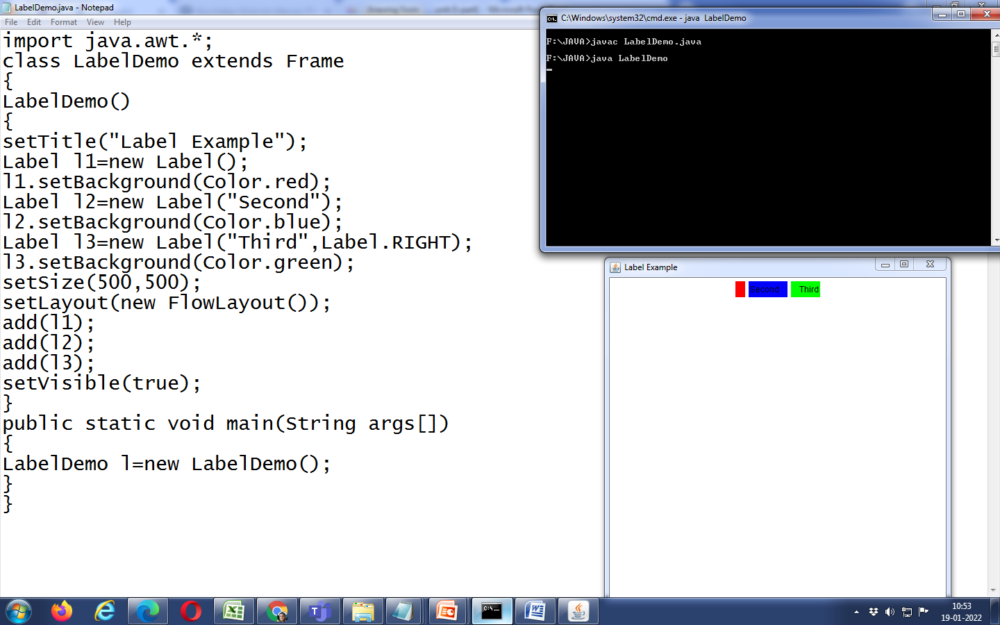 LabelDemo.java - Notepad
File Edit Format View Help
import java.awt.*;
class LabelDemo extends Frame
{
LabelDemo()
{
setTitle("Label Example");
Label l1=new Label();
l1.setBackground(Color.red);
Label l2=new Label("Second");
l2.setBackground(Color.blue);
Label l3=new Label("Third",Label.RIGHT);
l3.setBackground(Color.green);
setSize(500,500);
setLayout(new FlowLayout());
add(l1);
add(l2);
add(l3);
setVisible(true);
}
public static void main(String args[])
{
LabelDemo l=new LabelDemo();
}
}
C:\Windows\system32\cmd.exe - java LabelDemo
F:\JAVA>javac LabelDemo.java
F:\JAVA>java LabelDemo
Label Example
Second Third
10:53
19-01-2022